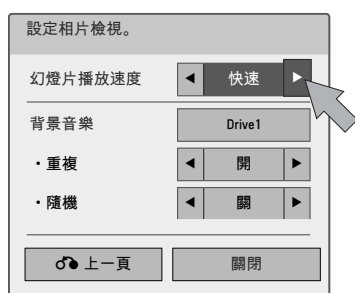 設定相片檢視。
幻燈片播放速度 ◀ 快速 ▶
背景音樂 Drive1
・重複 ◀ 開 ▶
・隨機 ◀ 關 ▶
上一頁 關閉